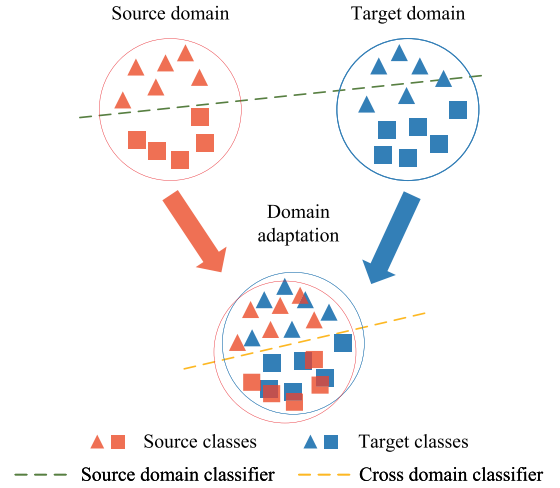 Source domain
Target domain
Domain
adaptation
Source classes
Target classes
Source domain classifier
Cross domain classifier